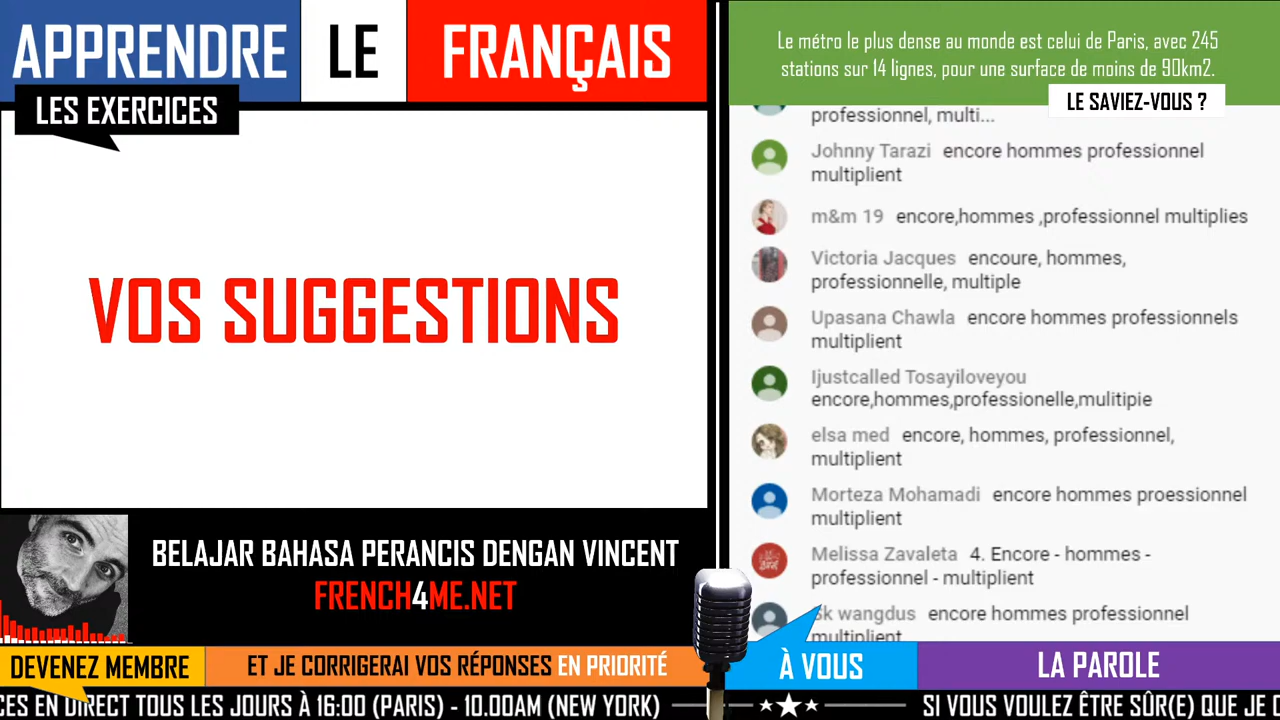 APPRENDRE LE FRANÇAIS
LES EXERCICES
VOS SUGGESTIONS
BELAJAR BAHASA PERANCIS DENGAN VINCENT
FRENCH4ME.NET
DEVENEZ MEMBRE
ET JE CORRIGERAI VOS RÉPONSES EN PRIORITÉ
Le métro le plus dense au monde est celui de Paris, avec 245
stations sur 14 lignes, pour une surface de moins de 90km2.
LE SAVIEZ-VOUS ?
professionnel, multi...
Johnny Tarazi encore hommes professionnel
multiplient
m&m 19 encore,hommes ,professionnel multiplies
Victoria Jacques encoure, hommes,
professionnelle, multiple
Upasana Chawla encore hommes professionnels
multiplient
Ijustcalled Tosayiloveyou
encore,hommes,professionelle,mulitipie
elsa med encore, hommes, professionnel,
multiplient
Morteza Mohamadi encore hommes proessionnel
multiplient
Melissa Zavaleta 4. Encore - hommes -
professionnel - multiplient
sk wangdus encore hommes professionnel
multiplient
À VOUS
LA PAROLE
CES EN DIRECT TOUS LES JOURS À 16:00 (PARIS) - 10.00AM (NEW YORK)
SI VOUS VOULEZ ÊTRE SÛR(E) QUE JE